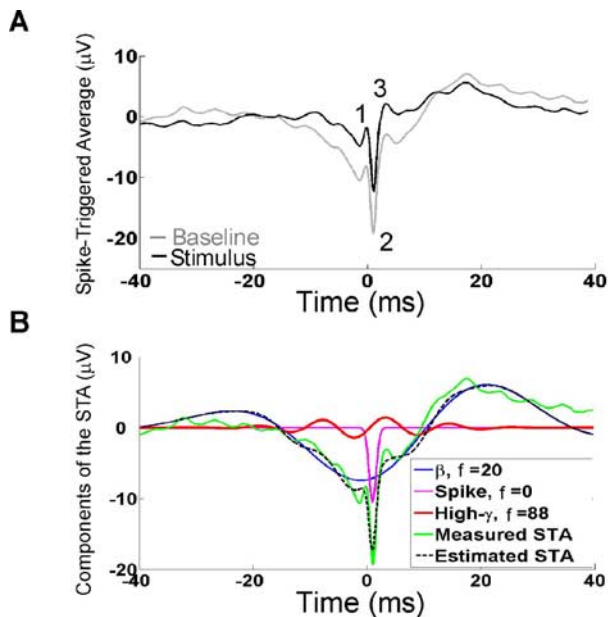 A
Spike-Triggered Average (μV)
10
0
-10
-20
1
3
2
Baseline
Stimulus
-40
-20
0
20
40
Time (ms)
B
Components of the STA (μV)
10
0
-10
-20
β, f =20
Spike, f =0
High-γ, f =88
Measured STA
Estimated STA
-40
-20
0
20
40
Time (ms)